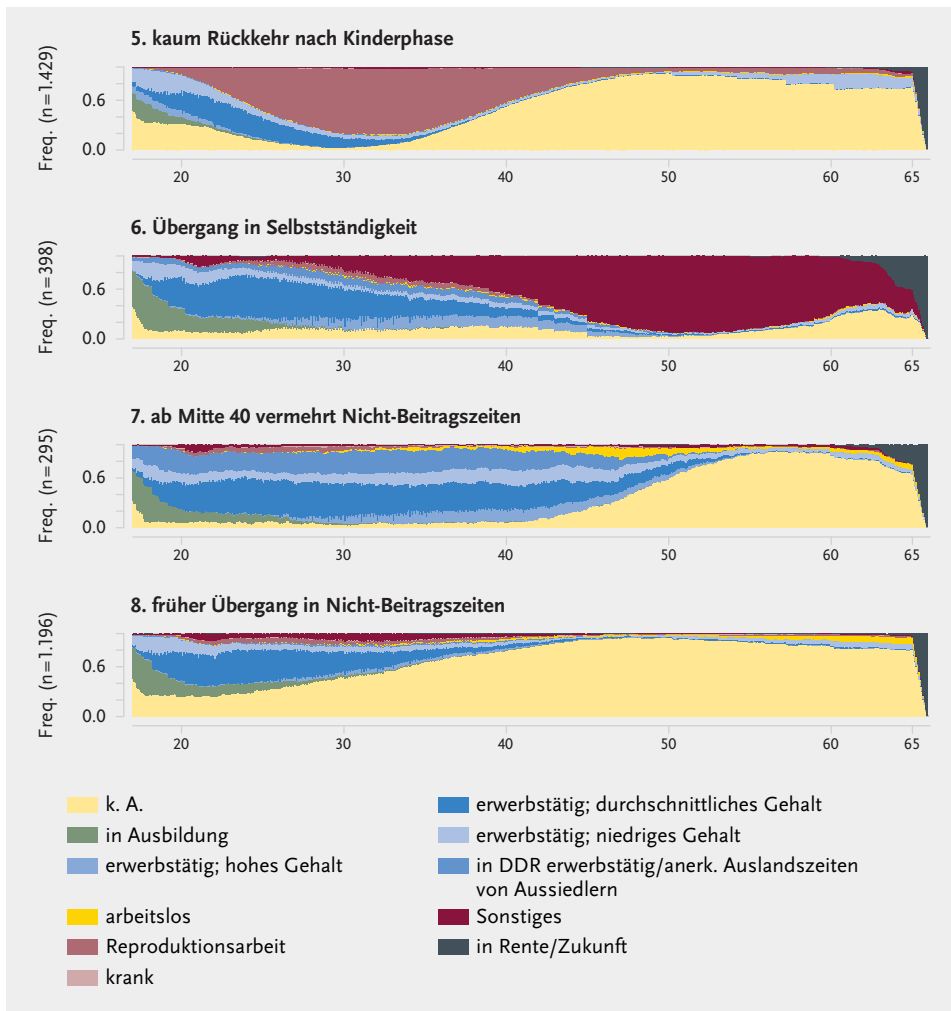 5. kaum Rückkehr nach Kinderphase
Freq. (n=1.429)
0.6
0.0
20 30 40 50 60 65
6. Übergang in Selbstständigkeit
Freq. (n=398)
0.6
0.0
20 30 40 50 60 65
7. ab Mitte 40 vermehrt Nicht-Beitragszeiten
Freq. (n=295)
0.6
0.0
20 30 40 50 60 65
8. früher Übergang in Nicht-Beitragszeiten
Freq. (n=1.196)
0.6
0.0
20 30 40 50 60 65
k. A.
in Ausbildung
erwerbstätig; hohes Gehalt
arbeitslos
Reproduktionsarbeit
krank
erwerbstätig; durchschnittliches Gehalt
erwerbstätig; niedriges Gehalt
in DDR erwerbstätig/anerk. Auslandszeiten
von Aussiedlern
Sonstiges
in Rente/Zukunft